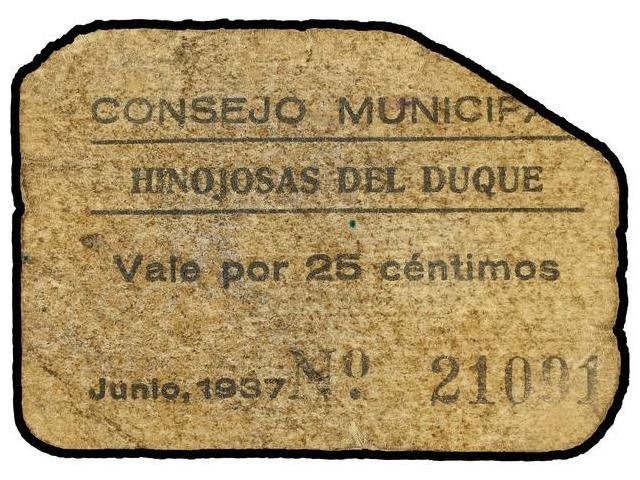 CONSEJO MUNICIPA
HINOJOSAS DEL DUQUE
Vale por 25 céntimos
Junio, 1937 Nº. 21091